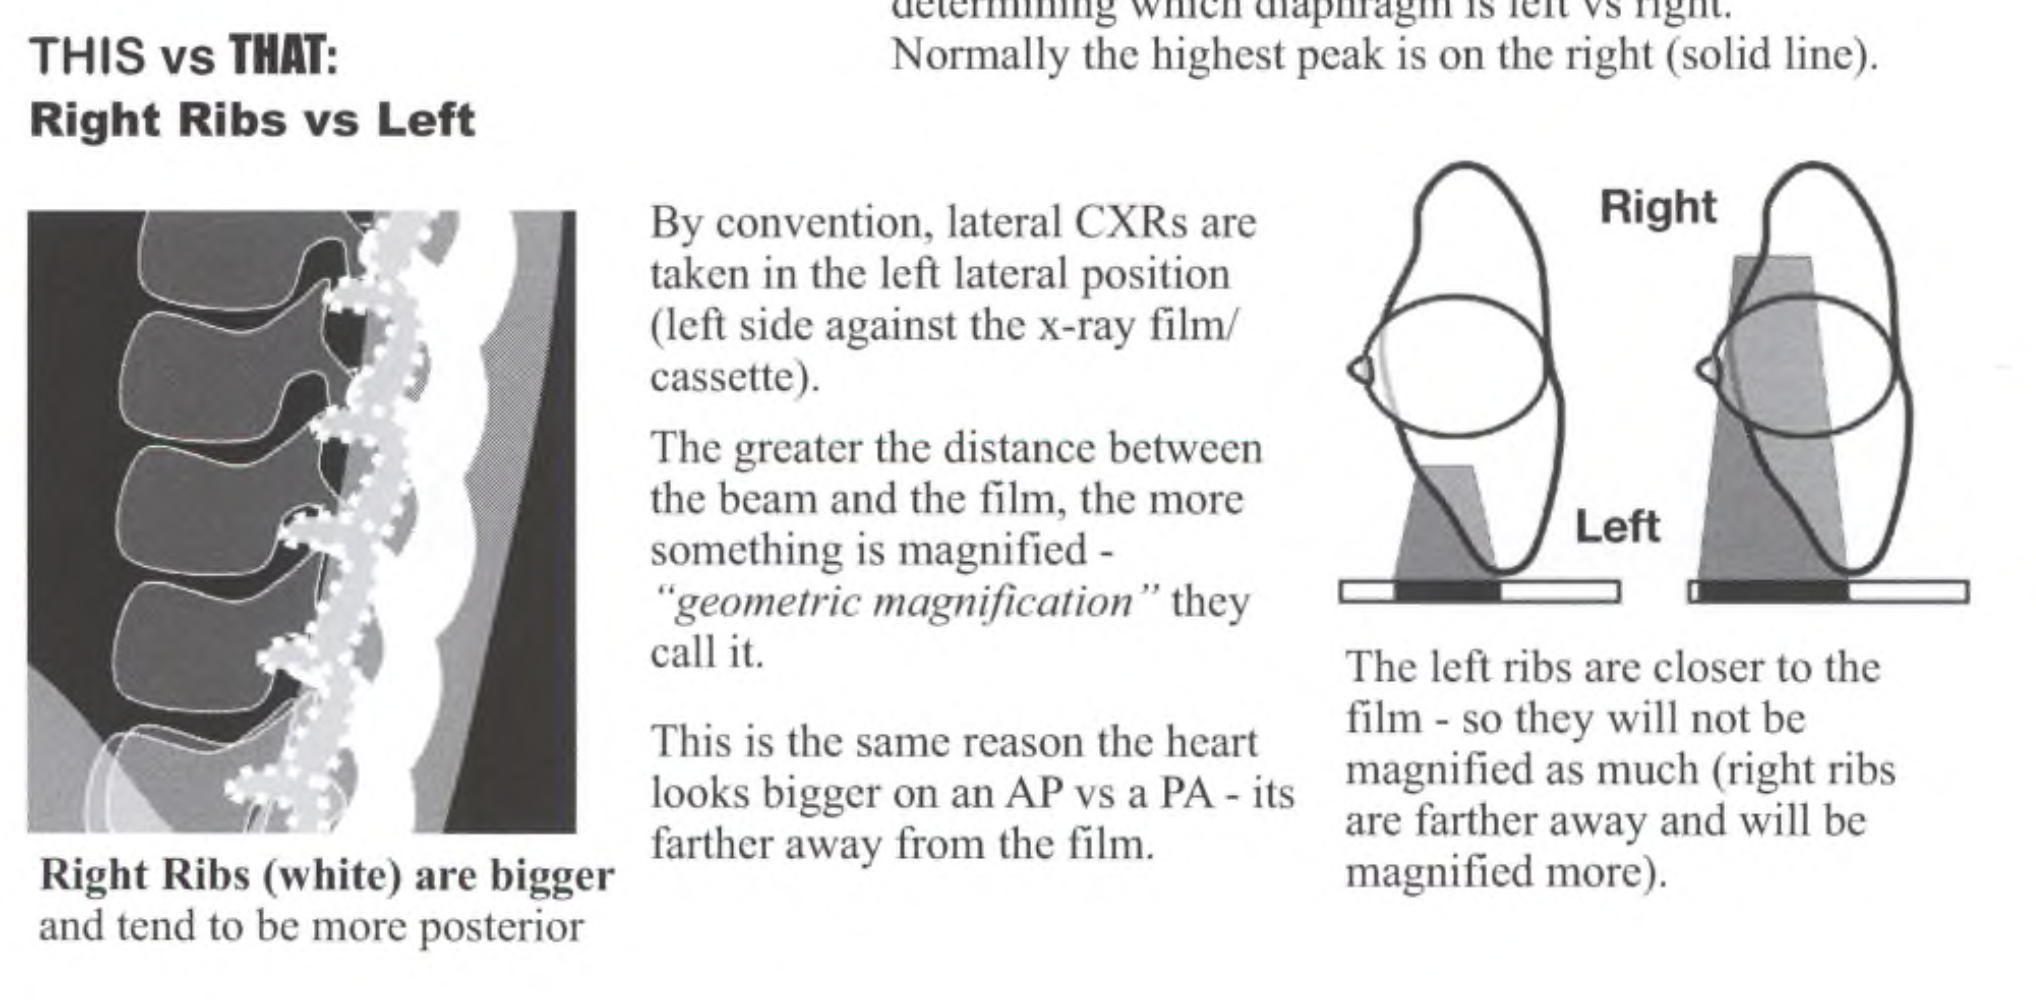 determining which diaphragm is left vs right.
Normally the highest peak is on the right (solid line).
THIS vs THAT:
Right Ribs vs Left
By convention, lateral CXRs are
taken in the left lateral position
(left side against the x-ray film/
cassette).
The greater the distance between
the beam and the film, the more
something is magnified -
"geometric magnification" they
call it.
This is the same reason the heart
looks bigger on an AP vs a PA - its
farther away from the film.
Right
Left
The left ribs are closer to the
film - so they will not be
magnified as much (right ribs
are farther away and will be
magnified more).
Right Ribs (white) are bigger
and tend to be more posterior